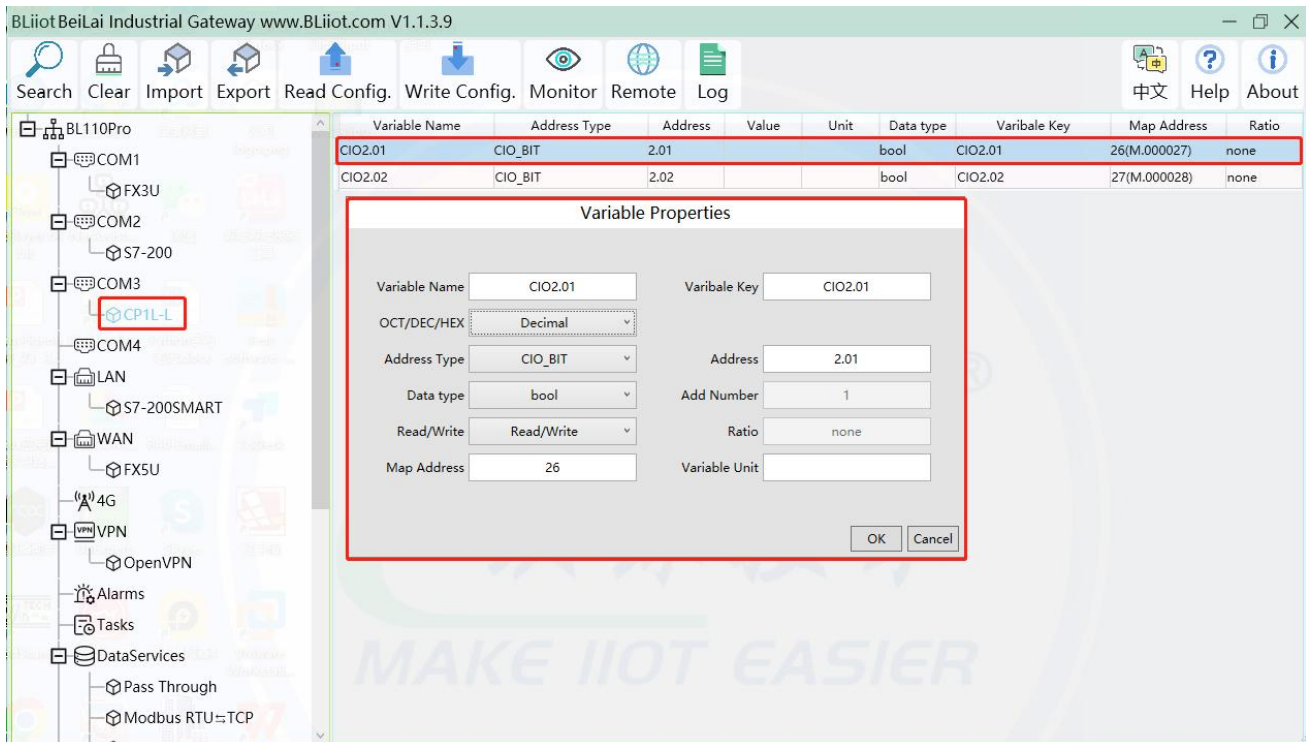 BLiiot BeiLai Industrial Gateway www.BLiiot.com V1.1.3.9
Search Clear Import Export Read Config. Write Config. Monitor Remote Log 中文 Help About
BL110Pro
COM1
FX3U
COM2
S7-200
COM3
CP1L-L
COM4
LAN
S7-200SMART
WAN
FX5U
4G
VPN VPN
OpenVPN
Alarms
Tasks
DataServices
Pass Through
Modbus RTU⇆TCP
Variable Name Address Type Address Value Unit Data type Varibale Key Map Address Ratio
CIO2.01 CIO_BIT 2.01 bool CIO2.01 26(M.000027) none
CIO2.02 CIO_BIT 2.02 bool CIO2.02 27(M.000028) none
Variable Properties
Variable Name CIO2.01 Varibale Key CIO2.01
OCT/DEC/HEX Decimal
Address Type CIO_BIT Address 2.01
Data type bool Add Number 1
Read/Write Read/Write Ratio none
Map Address 26 Variable Unit
OK Cancel
MAKE IIOT EASIER